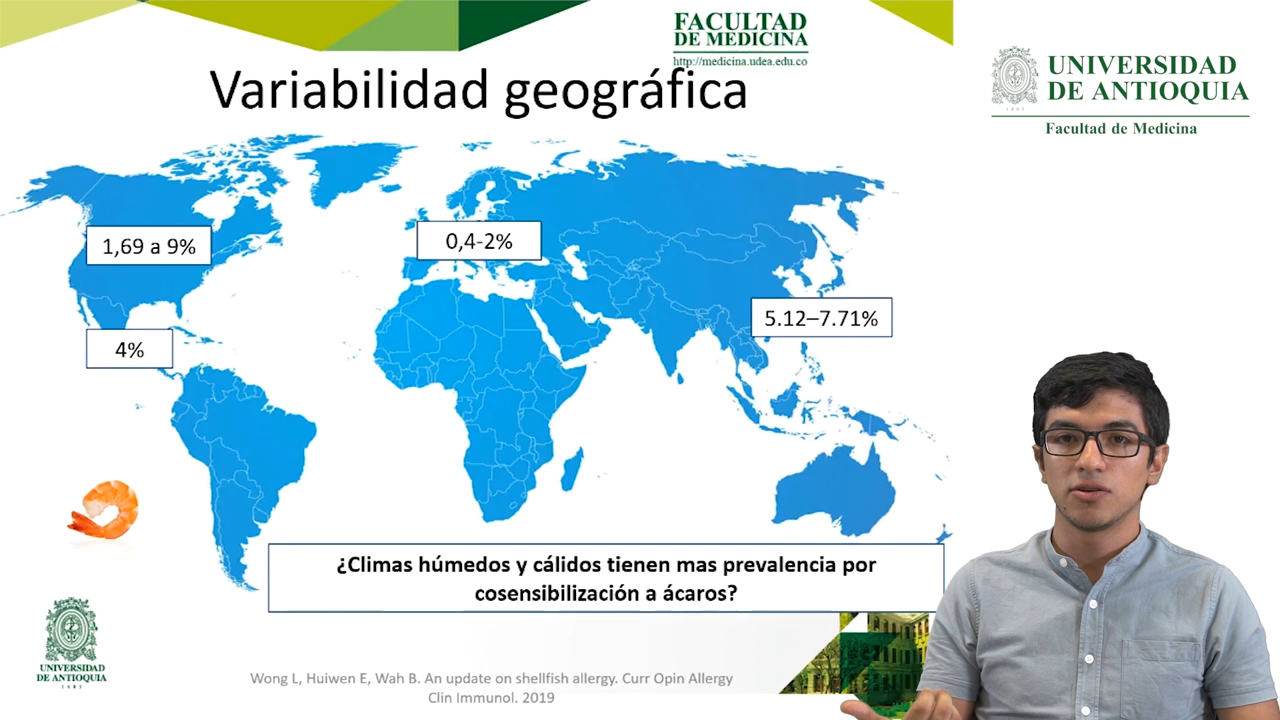 FACULTAD
DE MEDICINA
http://medicina.udea.edu.co
UNIVERSIDAD
DE ANTIOQUIA
1803
Facultad de Medicina
Variabilidad geográfica
1,69 a 9%
0,4-2%
5.12–7.71%
4%
¿Climas húmedos y cálidos tienen mas prevalencia por
cosensibilización a ácaros?
UNIVERSIDAD
DE ANTIOQUIA
1803
Wong L, Huiwen E, Wah B. An update on shellfish allergy. Curr Opin Allergy
Clin Immunol. 2019